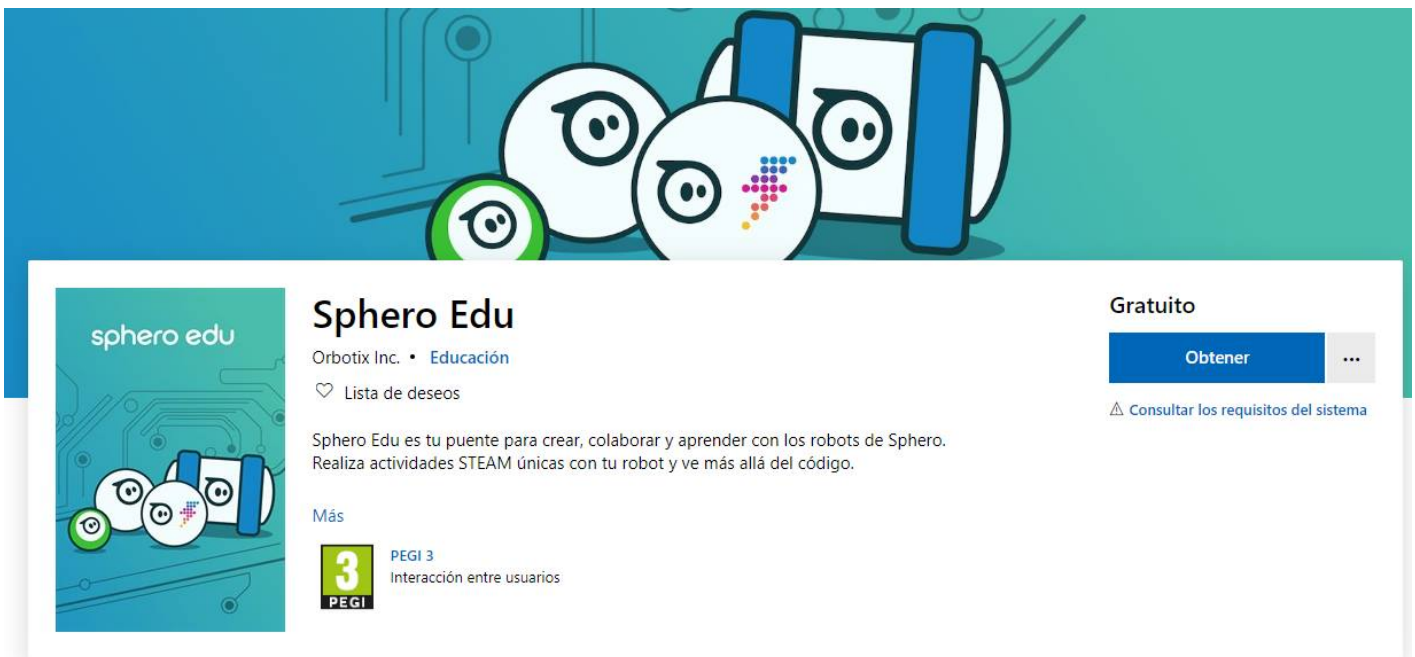 sphero edu
Sphero Edu
Orbotix Inc. • Educación
Lista de deseos
Sphero Edu es tu puente para crear, colaborar y aprender con los robots de Sphero.
Realiza actividades STEAM únicas con tu robot y ve más allá del código.
Más
3
PEGI
PEGI 3
Interacción entre usuarios
Gratuito
Obtener
...
Consultar los requisitos del sistema